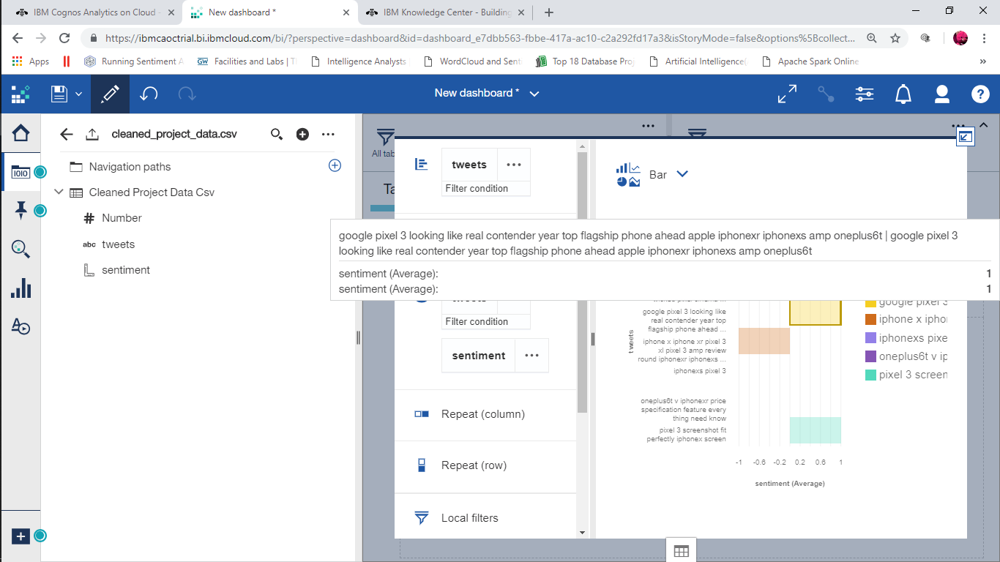 IBM Cognos Analytics on Cloud -
New dashboard *
IBM Knowledge Center - Building
https://ibmcaoctrial.bi.ibmcloud.com/bi/?perspective=dashboard&id=dashboard_e7dbb563-fbbe-417a-ac10-c2a292fd17a3&isStoryMode=false&options%5Bcollect...
Apps
Running Sentiment A
GW Facilities and Labs | T
Intelligence Analysts
WordCloud and Senti
Top 18 Database Proj
Artificial Intelligence(
Apache Spark Online
»
New dashboard *
cleaned_project_data.csv
Navigation paths
Cleaned Project Data Csv
# Number
abc tweets
sentiment
All tab
Ta
tweets
Filter condition
Bar
google pixel 3 looking like real contender year top flagship phone ahead apple iphonexr iphonexs amp oneplus6t | google pixel 3
looking like real contender year top flagship phone ahead apple iphonexr iphonexs amp oneplus6t
sentiment (Average): 1
sentiment (Average): 1
Filter condition
sentiment
Repeat (column)
Repeat (row)
Local filters
tweets
google pixel 3 looking like
real contender year top
flagship phone ahead ...
iphone x iphone xr pixel 3
xl pixel 3 amp review
round iphonexr iphonexs ...
iphonexs pixel 3
oneplus6t v iphonexr price
specification feature every
thing need know
pixel 3 screenshot fit
perfectly iphonex screen
-1 -0.6 -0.2 0.2 0.6 1
sentiment (Average)
google pixel 3
iphone x iphon
iphonexs pixe
oneplus6t v ip
pixel 3 screen